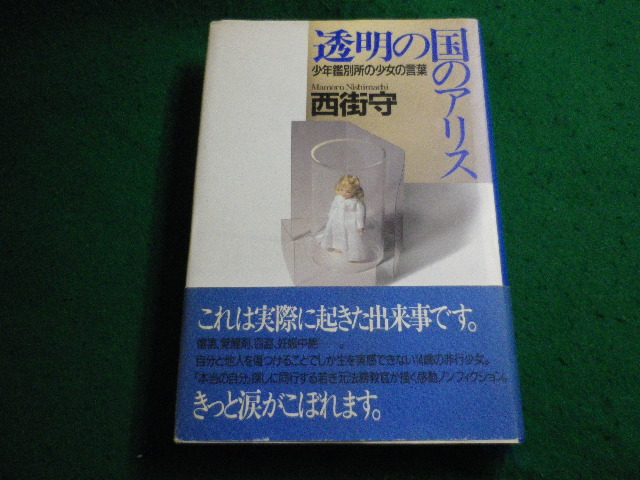 透明の国のアリス
少年鑑別所の少女の言葉
Mamoru Nishimachi
西街守
これは実際に起きた出来事です。
傷害、覚醒剤、窃盗、妊娠中絶……。
自分と他人を傷つけることでしか生を実感できない14歳の非行少女。
「本当の自分」探しに同行する若き元法務教官が描く感動ノンフィクション。
きっと涙がこぼれます。